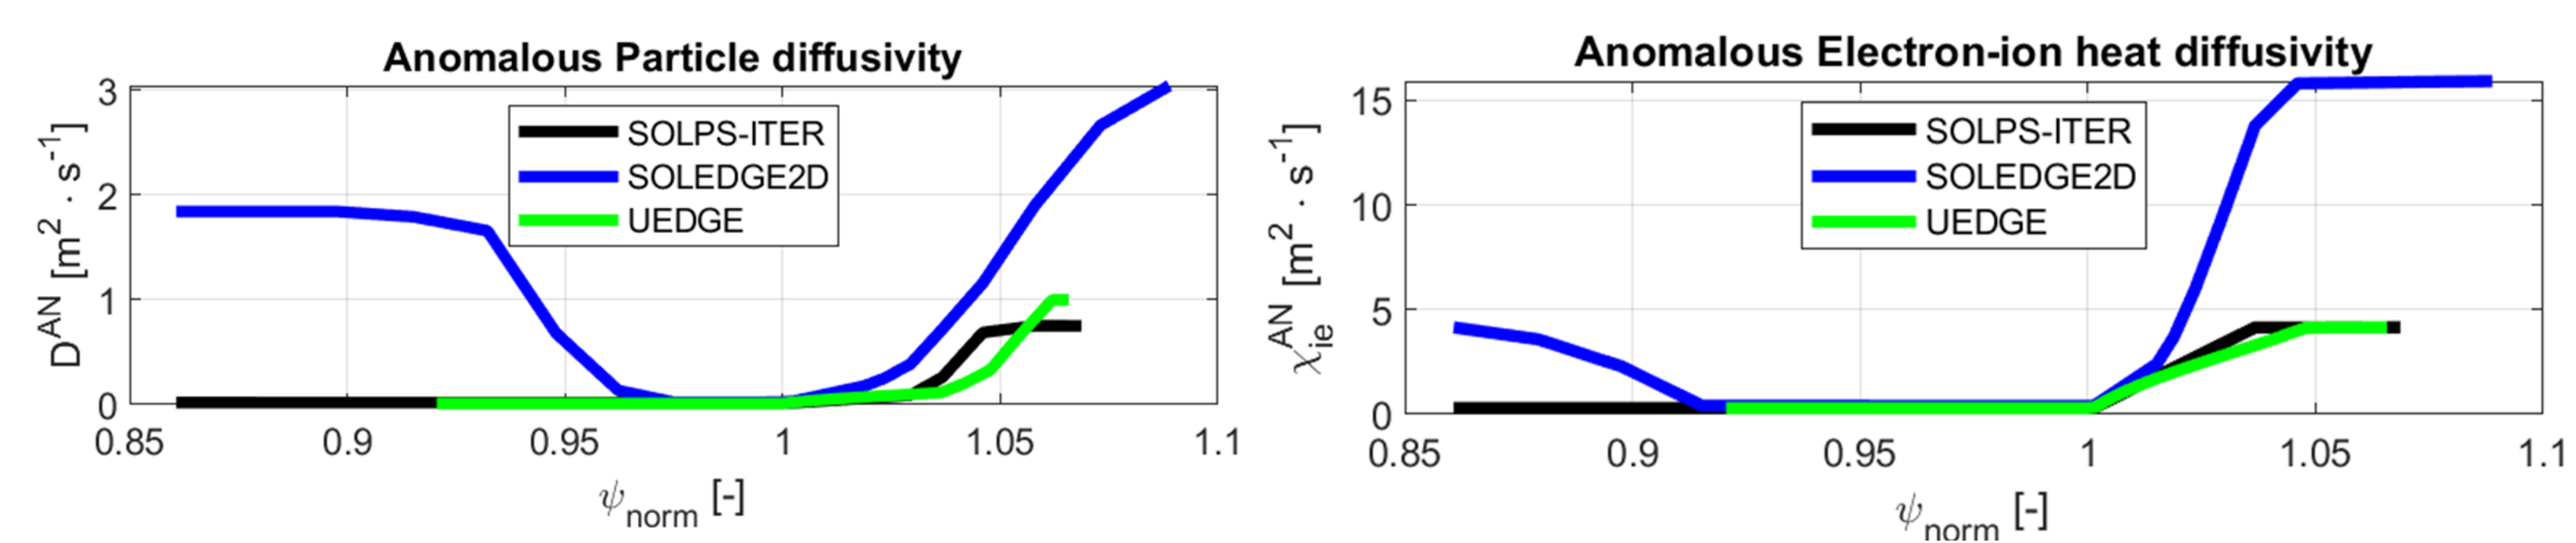 Anomalous Particle diffusivity
D^AN [m^2 · s^-1]
3
2
1
0
SOLPS-ITER
SOLEDGE2D
UEDGE
0.85 0.9 0.95 1 1.05 1.1
ψ_norm [-]
Anomalous Electron-ion heat diffusivity
χ_ie^AN [m^2 · s^-1]
15
10
5
0
SOLPS-ITER
SOLEDGE2D
UEDGE
0.85 0.9 0.95 1 1.05 1.1
ψ_norm [-]